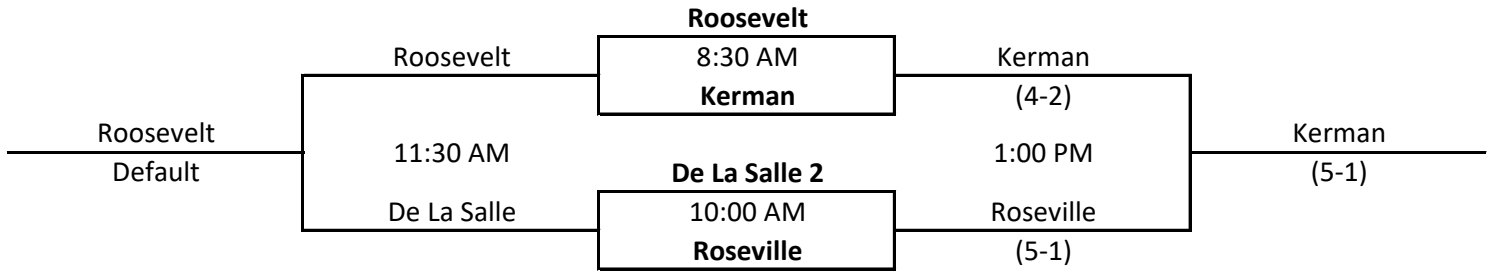 Roosevelt
Roosevelt 8:30 AM Kerman
Kerman (4-2)
Roosevelt Kerman
11:30 AM 1:00 PM
Default De La Salle 2 (5-1)
De La Salle 10:00 AM Roseville
Roseville (5-1)